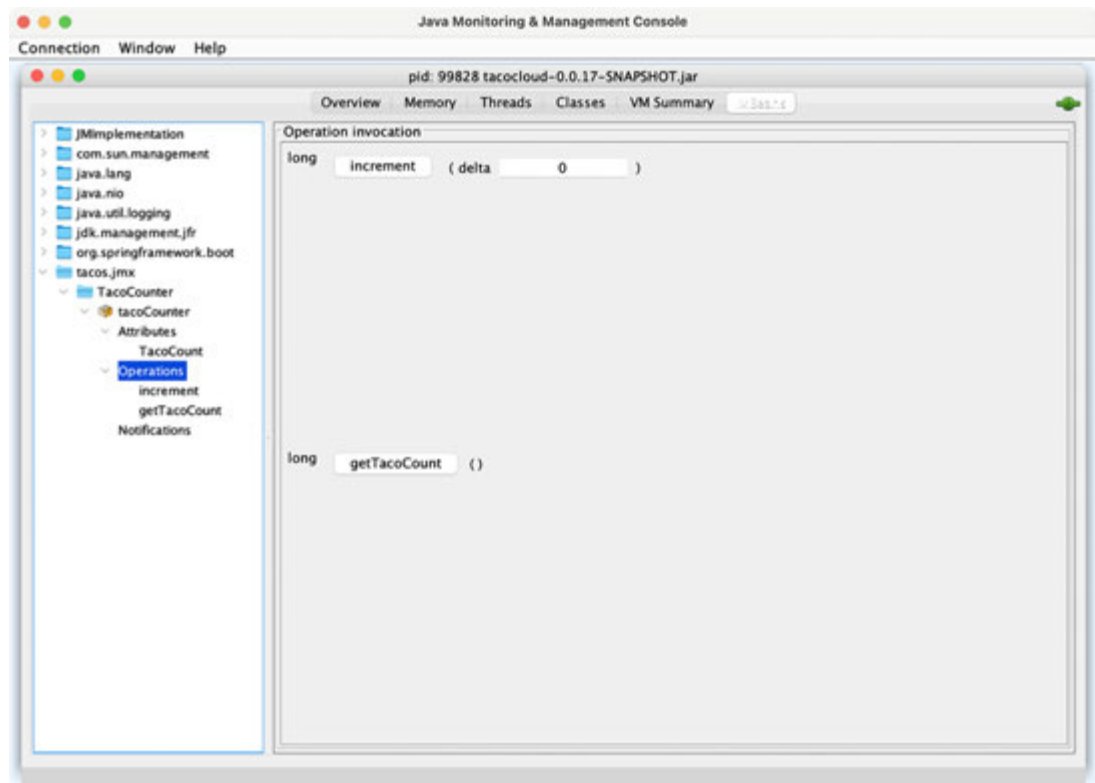 Java Monitoring & Management Console
Connection Window Help
pid: 99828 tacocloud-0.0.17-SNAPSHOT.jar
Overview Memory Threads Classes VM Summary
JMImplementation
com.sun.management
java.lang
java.nio
java.util.logging
jdk.management.jfr
org.springframework.boot
tacos.jmx
TacoCounter
tacoCounter
Attributes
TacoCount
Operations
increment
getTacoCount
Notifications
Operation invocation
long increment ( delta 0 )
long getTacoCount ()